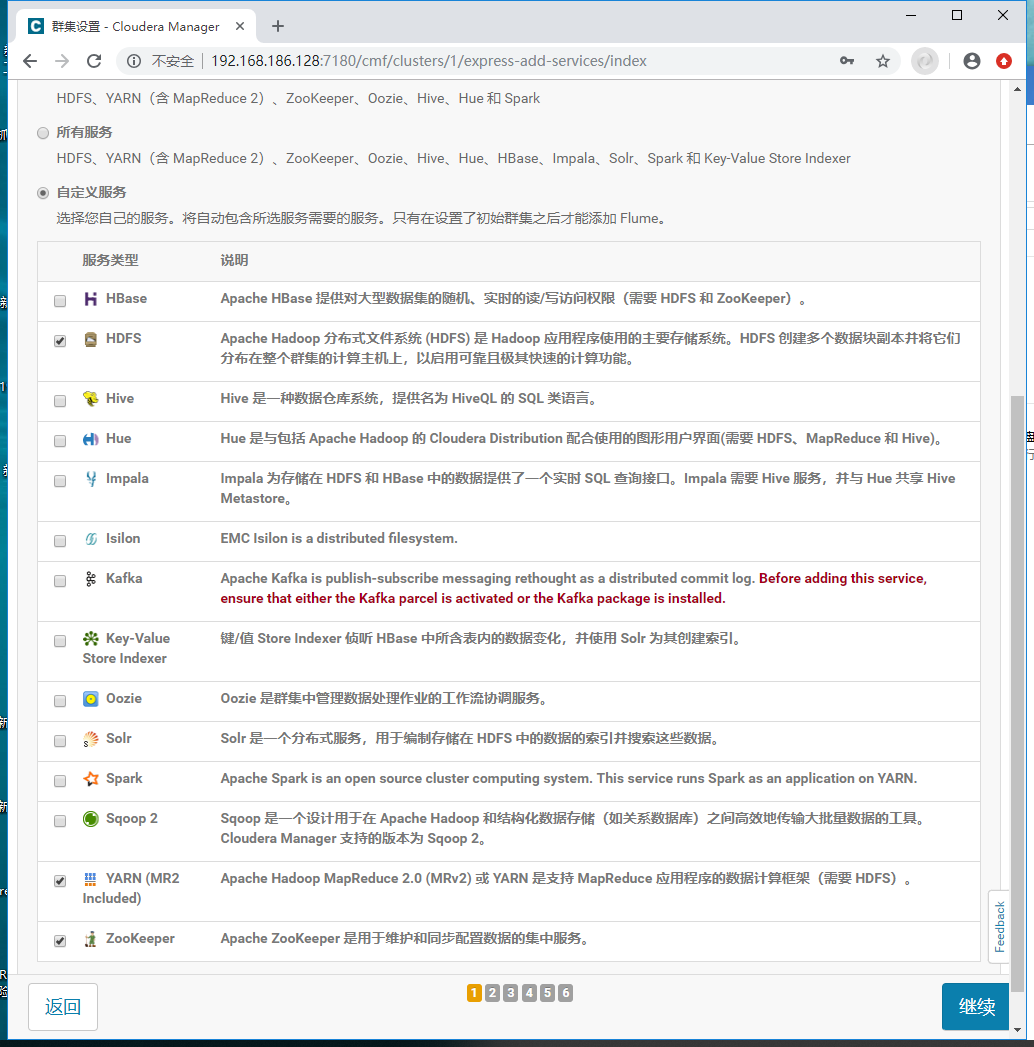 群集设置 - Cloudera Manager
不安全 | 192.168.186.128:7180/cmf/clusters/1/express-add-services/index
HDFS、YARN（含 MapReduce 2）、ZooKeeper、Oozie、Hive、Hue 和 Spark
所有服务
HDFS、YARN（含 MapReduce 2）、ZooKeeper、Oozie、Hive、Hue、HBase、Impala、Solr、Spark 和 Key-Value Store Indexer
自定义服务
选择您自己的服务。将自动包含所选服务需要的服务。只有在设置了初始群集之后才能添加 Flume。
服务类型 说明
HBase Apache HBase 提供对大型数据集的随机、实时的读/写访问权限（需要 HDFS 和 ZooKeeper）。
HDFS Apache Hadoop 分布式文件系统 (HDFS) 是 Hadoop 应用程序使用的主要存储系统。HDFS 创建多个数据块副本并将它们
分布在整个群集的计算主机上，以启用可靠且极其快速的计算功能。
Hive Hive 是一种数据仓库系统，提供名为 HiveQL 的 SQL 类语言。
Hue Hue 是与包括 Apache Hadoop 的 Cloudera Distribution 配合使用的图形用户界面(需要 HDFS、MapReduce 和 Hive)。
Impala Impala 为存储在 HDFS 和 HBase 中的数据提供了一个实时 SQL 查询接口。Impala 需要 Hive 服务，并与 Hue 共享 Hive
Metastore。
Isilon EMC Isilon is a distributed filesystem.
Kafka Apache Kafka is publish-subscribe messaging rethought as a distributed commit log. Before adding this service,
ensure that either the Kafka parcel is activated or the Kafka package is installed.
Key-Value 键/值 Store Indexer 侦听 HBase 中所含表内的数据变化，并使用 Solr 为其创建索引。
Store Indexer
Oozie Oozie 是群集中管理数据处理作业的工作流协调服务。
Solr Solr 是一个分布式服务，用于编制存储在 HDFS 中的数据的索引并搜索这些数据。
Spark Apache Spark is an open source cluster computing system. This service runs Spark as an application on YARN.
Sqoop 2 Sqoop 是一个设计用于在 Apache Hadoop 和结构化数据存储（如关系数据库）之间高效地传输大批量数据的工具。
Cloudera Manager 支持的版本为 Sqoop 2。
YARN (MR2 Apache Hadoop MapReduce 2.0 (MRv2) 或 YARN 是支持 MapReduce 应用程序的数据计算框架（需要 HDFS）。
Included)
ZooKeeper Apache ZooKeeper 是用于维护和同步配置数据的集中服务。
Feedback
返回 1 2 3 4 5 6 继续